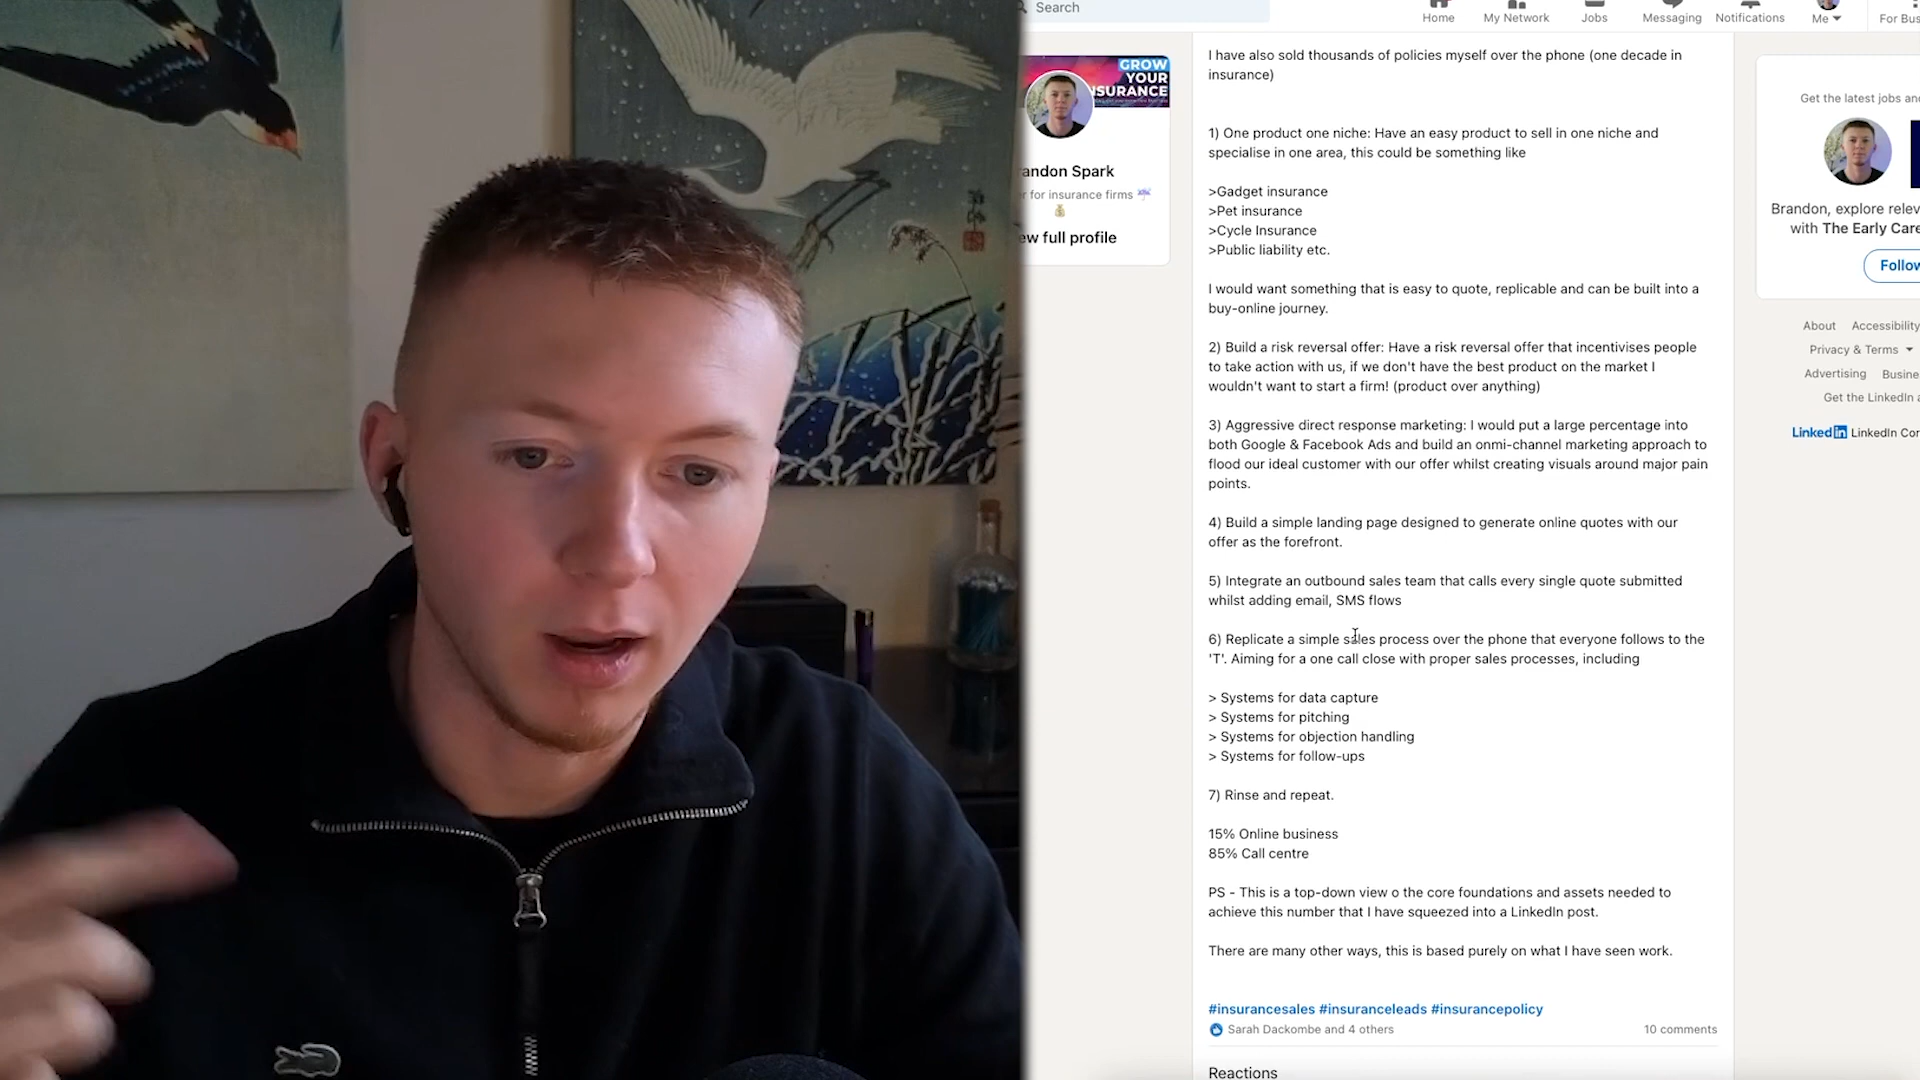 Search
Home
My Network
Jobs
Messaging
Notifications
Me
For Bus
I have also sold thousands of policies myself over the phone (one decade in
insurance)
1) One product one niche: Have an easy product to sell in one niche and
specialise in one area, this could be something like
>Gadget insurance
>Pet insurance
>Cycle Insurance
>Public liability etc.
I would want something that is easy to quote, replicable and can be built into a
buy-online journey.
2) Build a risk reversal offer: Have a risk reversal offer that incentivises people
to take action with us, if we don't have the best product on the market I
wouldn't want to start a firm! (product over anything)
3) Aggressive direct response marketing: I would put a large percentage into
both Google & Facebook Ads and build an onmi-channel marketing approach to
flood our ideal customer with our offer whilst creating visuals around major pain
points.
4) Build a simple landing page designed to generate online quotes with our
offer as the forefront.
5) Integrate an outbound sales team that calls every single quote submitted
whilst adding email, SMS flows
6) Replicate a simple sales process over the phone that everyone follows to the
'T'. Aiming for a one call close with proper sales processes, including
> Systems for data capture
> Systems for pitching
> Systems for objection handling
> Systems for follow-ups
7) Rinse and repeat.
15% Online business
85% Call centre
PS - This is a top-down view o the core foundations and assets needed to
achieve this number that I have squeezed into a LinkedIn post.
There are many other ways, this is based purely on what I have seen work.
#insurancesales #insuranceleads #insurancepolicy
Sarah Dackombe and 4 others
10 comments
Reactions
GROW
YOUR
NSURANCE
randon Spark
r for insurance firms
ew full profile
Get the latest jobs and
Brandon, explore relev
with The Early Care
Follow
About Accessibility
Privacy & Terms
Advertising Busine
Get the LinkedIn a
LinkedIn LinkedIn Cor